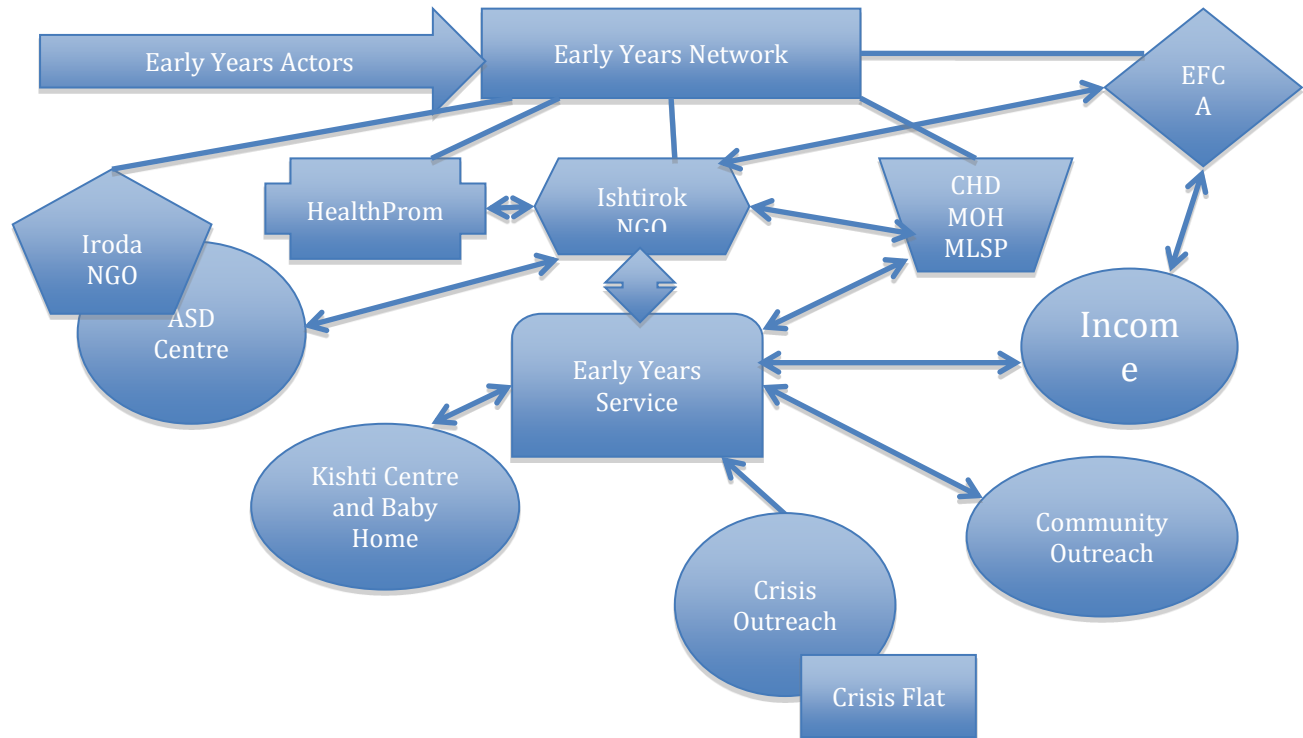 Early Years Actors
Early Years Network
EFC
A
HealthProm
Ishtirok
NGO
CHD
MOH
MLSP
Iroda
NGO
ASD
Centre
Early Years
Service
Incom
e
Kishti Centre
and Baby
Home
Community
Outreach
Crisis
Outreach
Crisis Flat